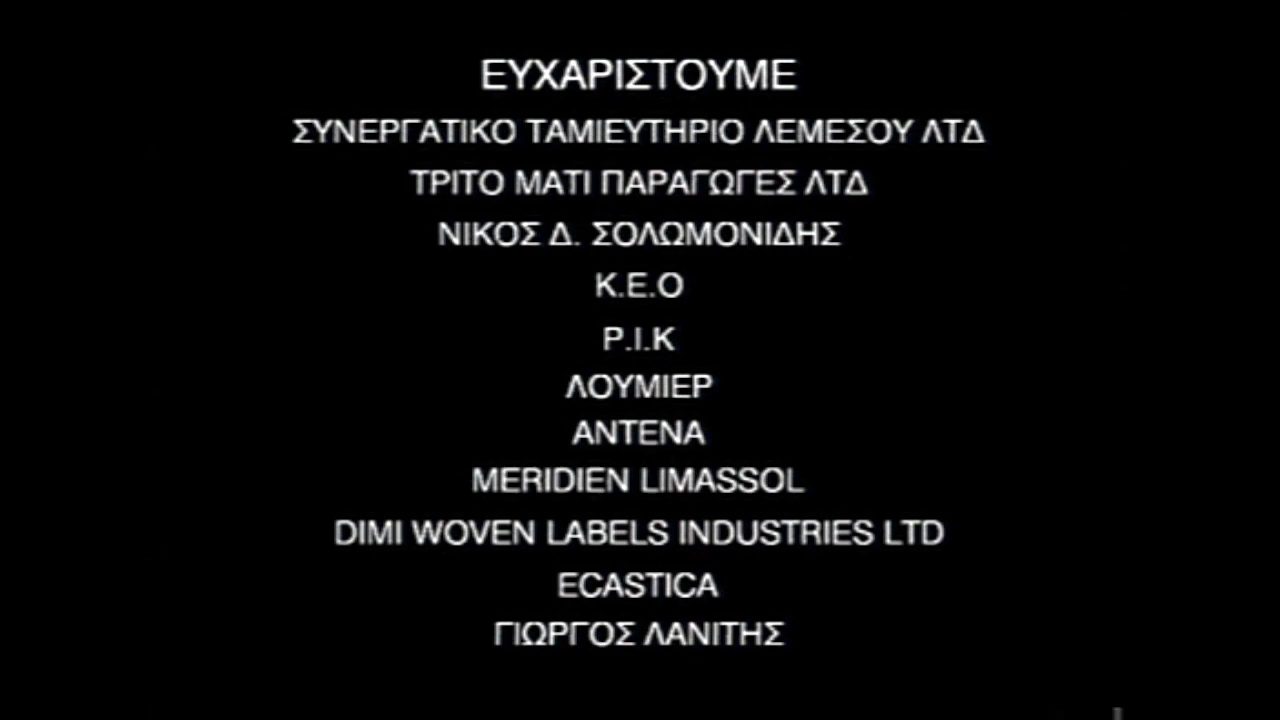 ΕΥΧΑΡΙΣΤΟΥΜΕ
ΣΥΝΕΡΓΑΤΙΚΟ ΤΑΜΙΕΥΤΗΡΙΟ ΛΕΜΕΣΟΥ ΛΤΔ
ΤΡΙΤΟ ΜΑΤΙ ΠΑΡΑΓΩΓΕΣ ΛΤΔ
ΝΙΚΟΣ Δ. ΣΟΛΩΜΟΝΙΔΗΣ
Κ.Ε.Ο
Ρ.Ι.Κ
ΛΟΥΜΙΕΡ
ΑΝΤΕΝΑ
MERIDIEN LIMASSOL
DIMI WOVEN LABELS INDUSTRIES LTD
ECASTICA
ΓΙΩΡΓΟΣ ΛΑΝΙΤΗΣ